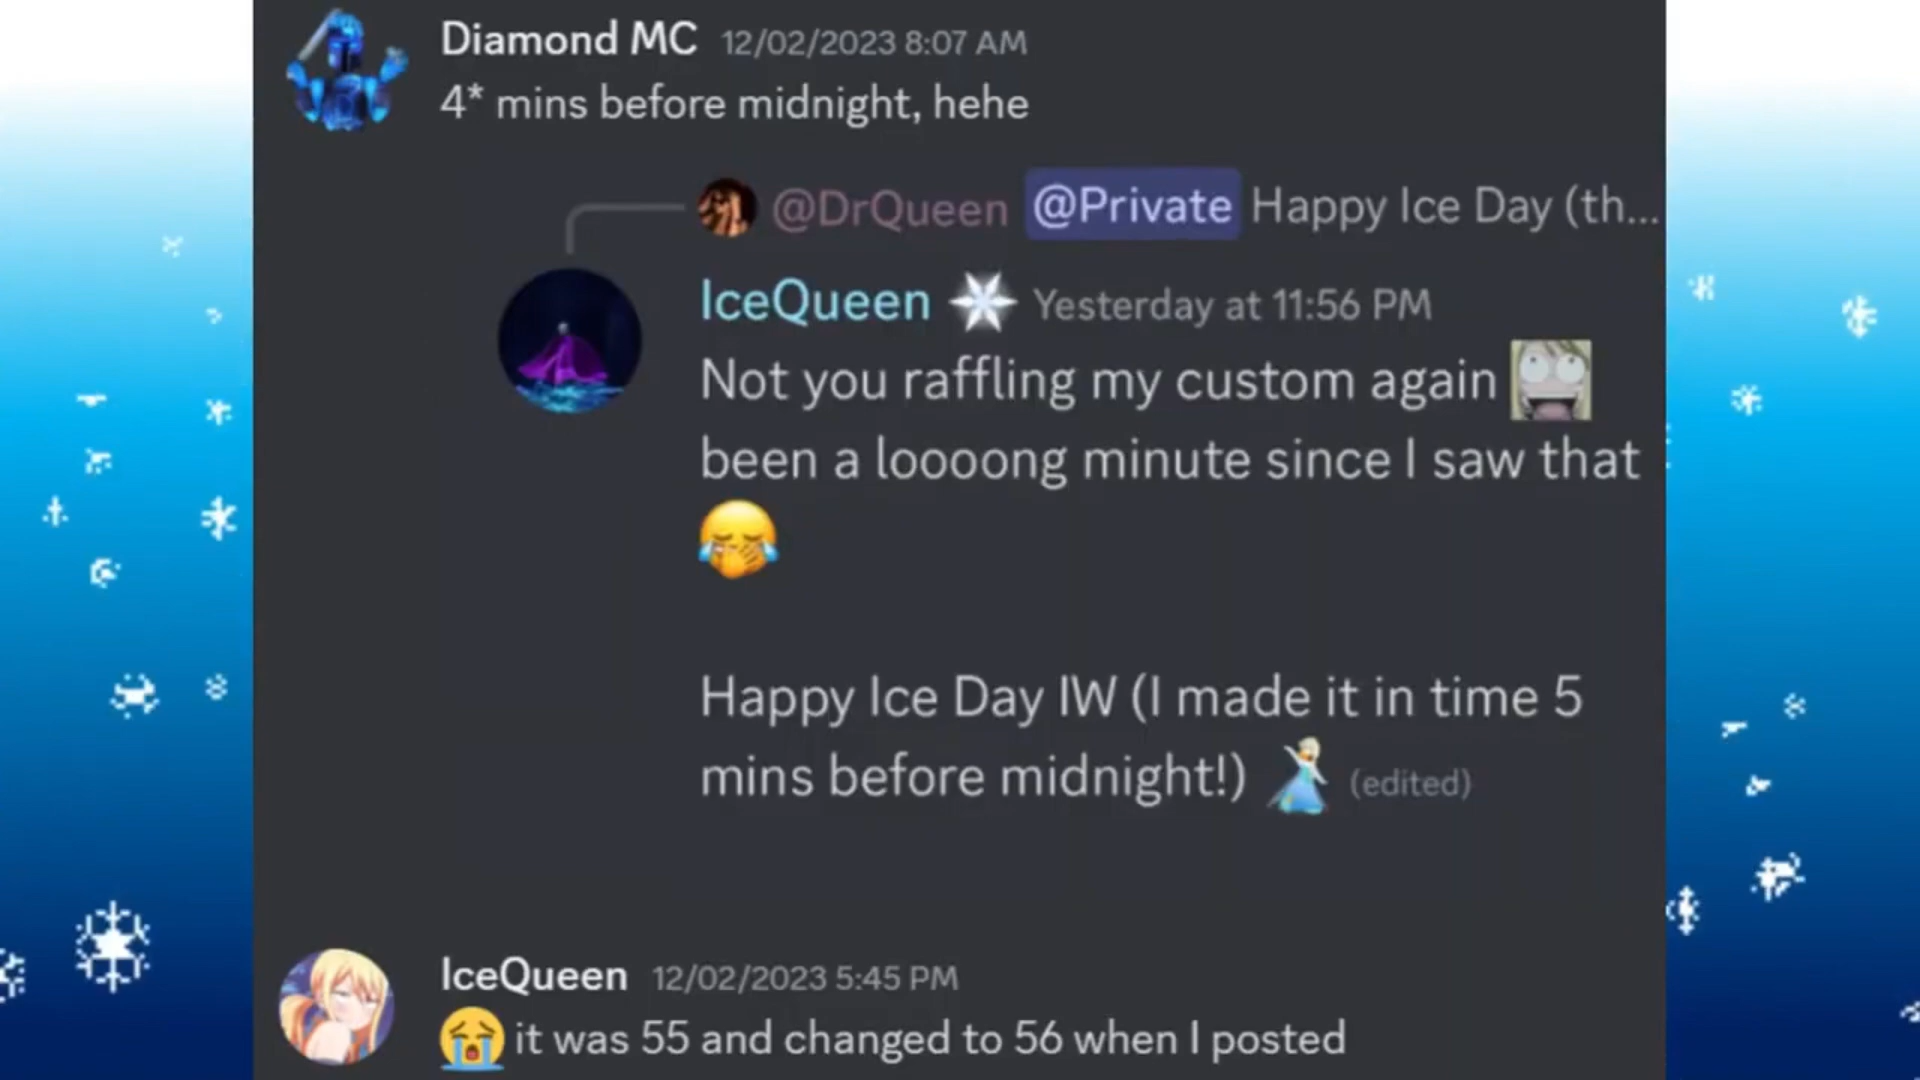 Diamond MC 12/02/2023 8:07 AM
4* mins before midnight, hehe
@DrQueen @Private Happy Ice Day (th...
IceQueen Yesterday at 11:56 PM
Not you raffling my custom again
been a loooong minute since I saw that
Happy Ice Day IW (I made it in time 5
mins before midnight!) (edited)
IceQueen 12/02/2023 5:45 PM
it was 55 and changed to 56 when I posted